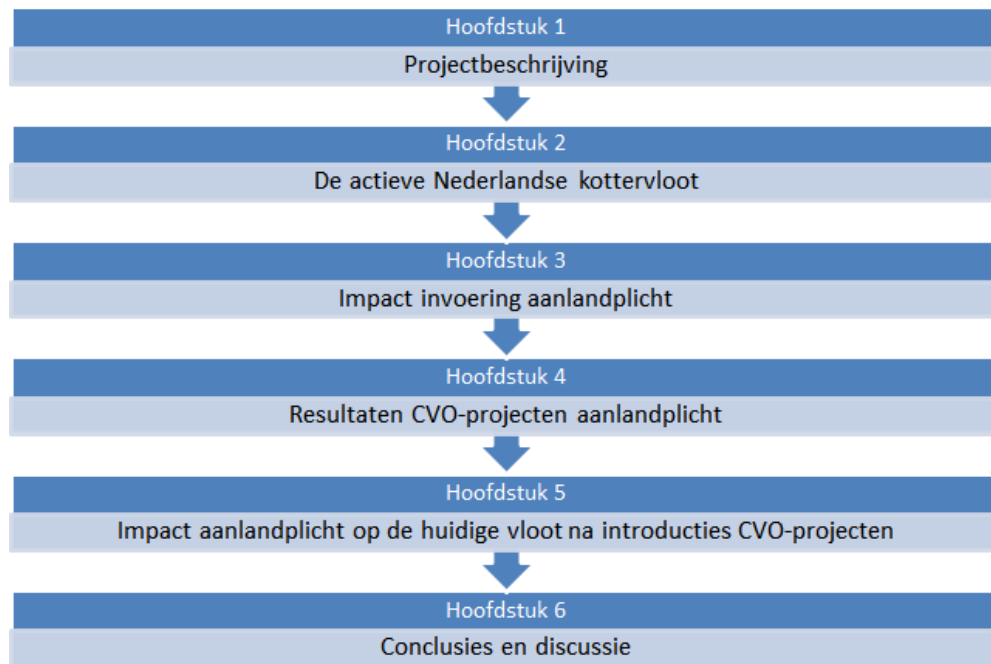 Hoofdstuk 1
Projectbeschrijving
Hoofdstuk 2
De actieve Nederlandse kottervloot
Hoofdstuk 3
Impact invoering aanlandplicht
Hoofdstuk 4
Resultaten CVO-projecten aanlandplicht
Hoofdstuk 5
Impact aanlandplicht op de huidige vloot na introducties CVO-projecten
Hoofdstuk 6
Conclusies en discussie